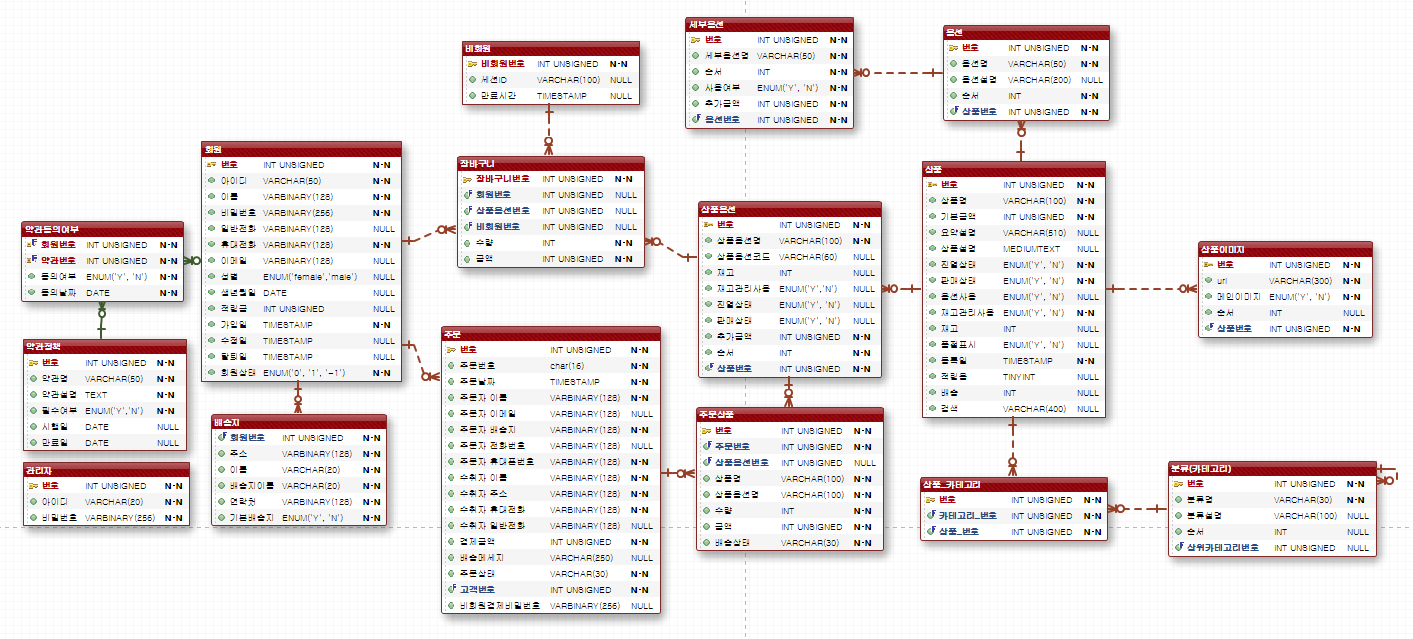 비회원
비회원번호 INT UNSIGNED N-N
세션ID VARCHAR(100) NULL
만료시간 TIMESTAMP NULL
세부옵션
번호 INT UNSIGNED N-N
세부옵션명 VARCHAR(50) N-N
순서 INT N-N
사용여부 ENUM('Y', 'N') N-N
추가금액 INT UNSIGNED N-N
옵션번호 INT UNSIGNED N-N
옵션
번호 INT UNSIGNED N-N
옵션명 VARCHAR(50) N-N
옵션설명 VARCHAR(200) NULL
순서 INT N-N
상품번호 INT UNSIGNED N-N
회원
번호 INT UNSIGNED N-N
아이디 VARCHAR(50) N-N
이름 VARBINARY(128) N-N
비밀번호 VARBINARY(256) N-N
일반전화 VARBINARY(128) NULL
휴대전화 VARBINARY(128) N-N
이메일 VARBINARY(128) NULL
성별 ENUM('female','male') NULL
생년월일 DATE NULL
적립금 INT UNSIGNED NULL
가입일 TIMESTAMP N-N
수정일 TIMESTAMP NULL
탈퇴일 TIMESTAMP NULL
회원상태 ENUM('0', '1', '-1') N-N
장바구니
장바구니번호 INT UNSIGNED N-N
회원번호 INT UNSIGNED NULL
상품옵션번호 INT UNSIGNED NULL
비회원번호 INT UNSIGNED NULL
수량 INT N-N
금액 INT UNSIGNED N-N
상품
번호 INT UNSIGNED N-N
상품명 VARCHAR(100) N-N
기본금액 INT UNSIGNED N-N
요약설명 VARCHAR(510) NULL
상품설명 MEDIUMTEXT NULL
진열상태 ENUM('Y', 'N') N-N
판매상태 ENUM('Y', 'N') N-N
옵션사용 ENUM('Y', 'N') NULL
재고관리사용 ENUM('Y', 'N') NULL
재고 INT NULL
품절표시 ENUM('Y', 'N') NULL
등록일 TIMESTAMP N-N
적립율 TINYINT NULL
배송 INT NULL
검색 VARCHAR(400) NULL
상품옵션
번호 INT UNSIGNED N-N
상품옵션명 VARCHAR(100) N-N
상품옵션코드 VARCHAR(60) NULL
재고 INT NULL
재고관리사용 ENUM('Y','N') NULL
진열상태 ENUM('Y', 'N') NULL
판매상태 ENUM('Y', 'N') NULL
추가금액 INT UNSIGNED N-N
순서 INT N-N
상품번호 INT UNSIGNED N-N
약관동의여부
회원번호 INT UNSIGNED N-N
약관번호 INT UNSIGNED N-N
동의여부 ENUM('Y', 'N') N-N
동의날짜 DATE N-N
상품이미지
번호 INT UNSIGNED N-N
url VARCHAR(300) N-N
메인이미지 ENUM('Y', 'N') N-N
순서 INT NULL
상품번호 INT UNSIGNED N-N
약관정책
번호 INT UNSIGNED N-N
약관명 VARCHAR(50) N-N
약관설명 TEXT N-N
필수여부 ENUM('Y','N') N-N
시행일 DATE NULL
만료일 DATE NULL
주문
번호 INT UNSIGNED N-N
주문번호 char(16) N-N
주문날짜 TIMESTAMP N-N
주문자 이름 VARBINARY(128) N-N
주문자 이메일 VARBINARY(128) NULL
주문자 배송지 VARBINARY(128) N-N
주문자 전화번호 VARBINARY(128) NULL
주문자 휴대폰번호 VARBINARY(128) N-N
수취자 이름 VARBINARY(128) N-N
수취자 주소 VARBINARY(128) N-N
수취자 휴대전화 VARBINARY(128) N-N
수취자 일반전화 VARBINARY(128) NULL
결제금액 INT UNSIGNED N-N
배송메세지 VARCHAR(250) NULL
주문상태 VARCHAR(30) N-N
고객번호 INT UNSIGNED N-N
비회원결제비밀번호 VARBINARY(256) NULL
배송지
회원번호 INT UNSIGNED N-N
주소 VARBINARY(128) N-N
이름 VARCHAR(20) N-N
배송지이름 VARCHAR(20) N-N
연락처 VARBINARY(128) N-N
기본배송지 ENUM('Y', 'N') N-N
주문상품
번호 INT UNSIGNED N-N
주문번호 INT UNSIGNED N-N
상품옵션번호 INT UNSIGNED NULL
상품명 VARCHAR(100) N-N
상품옵션명 VARCHAR(100) N-N
수량 INT N-N
금액 INT UNSIGNED N-N
배송상태 VARCHAR(30) N-N
관리자
번호 INT UNSIGNED N-N
아이디 VARCHAR(20) N-N
비밀번호 VARBINARY(256) N-N
상품_카테고리
번호 INT UNSIGNED N-N
카테고리_번호 INT UNSIGNED N-N
상품_번호 INT UNSIGNED N-N
분류(카테고리)
번호 INT UNSIGNED N-N
분류명 VARCHAR(30) N-N
분류설명 VARCHAR(100) NULL
순서 INT NULL
상위카테고리번호 INT UNSIGNED NULL